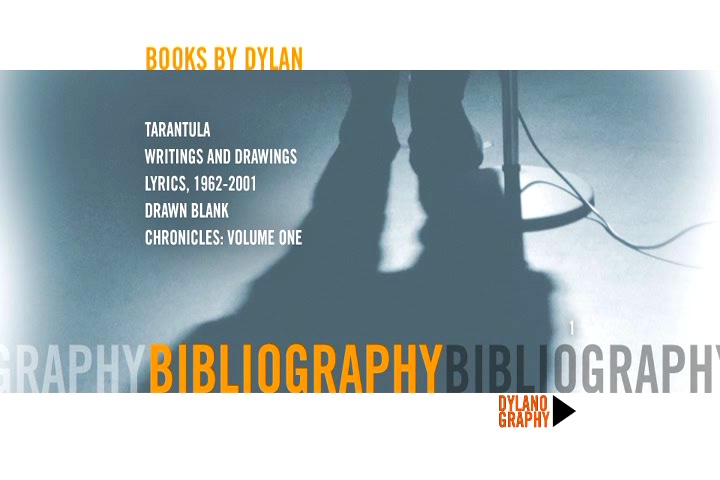 BOOKS BY DYLAN
TARANTULA
WRITINGS AND DRAWINGS
LYRICS, 1962-2001
DRAWN BLANK
CHRONICLES: VOLUME ONE
1
GRAPHYBIBLIOGRAPHYBIBLIOGRAPHY
DYLANO
GRAPHY